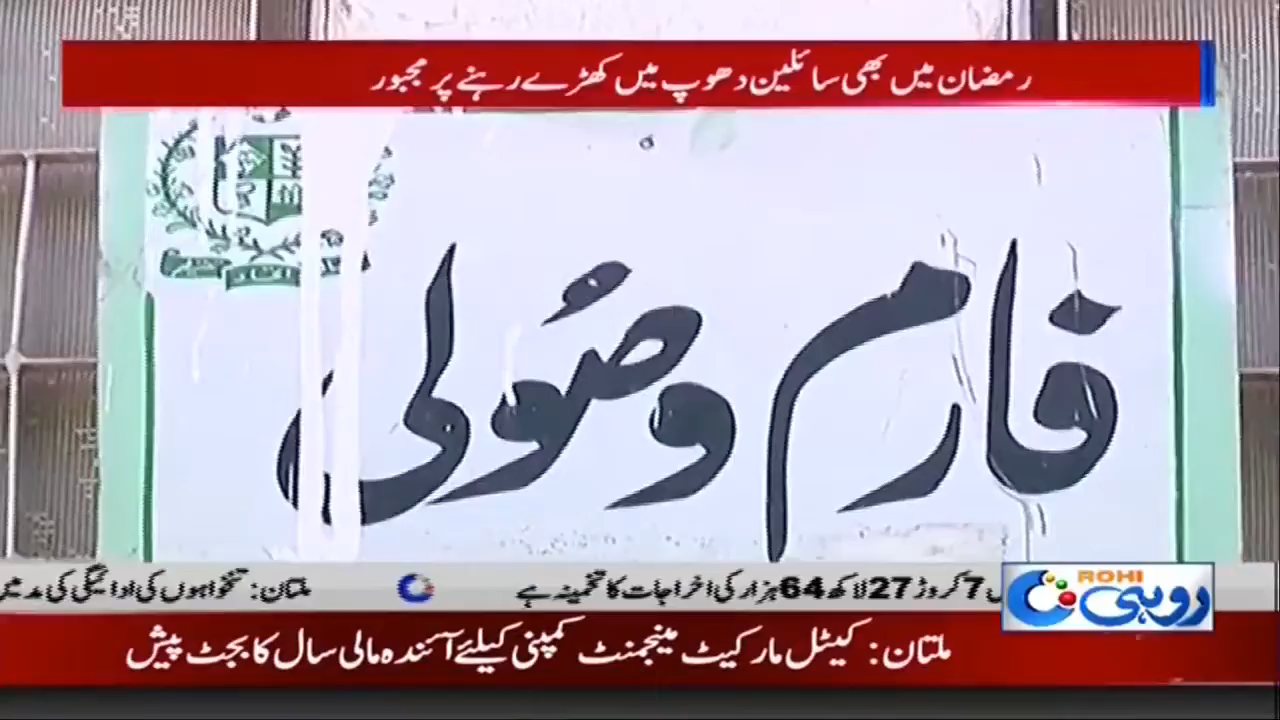 رمضان میں بھی سائلین دھوپ میں کھڑے رہنے پر مجبور
فارم وصُولی
7 کروڑ 27 لاکھ 64 ہزار کی اخراجات کا تخمینہ ہے
ملتان: تنخواہوں کی ادائیگی کی مد میں
ROHI
روہی
ملتان: کیٹل مارکیٹ مینجمنٹ کمپنی کیلئے آئندہ مالی سال کا بجٹ پیش